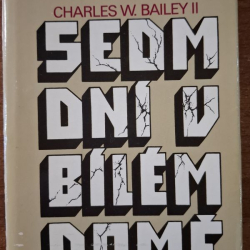 CHARLES W. BAILEY II
SEDM
DNÍ V
BÍLÉM
DOMĚ